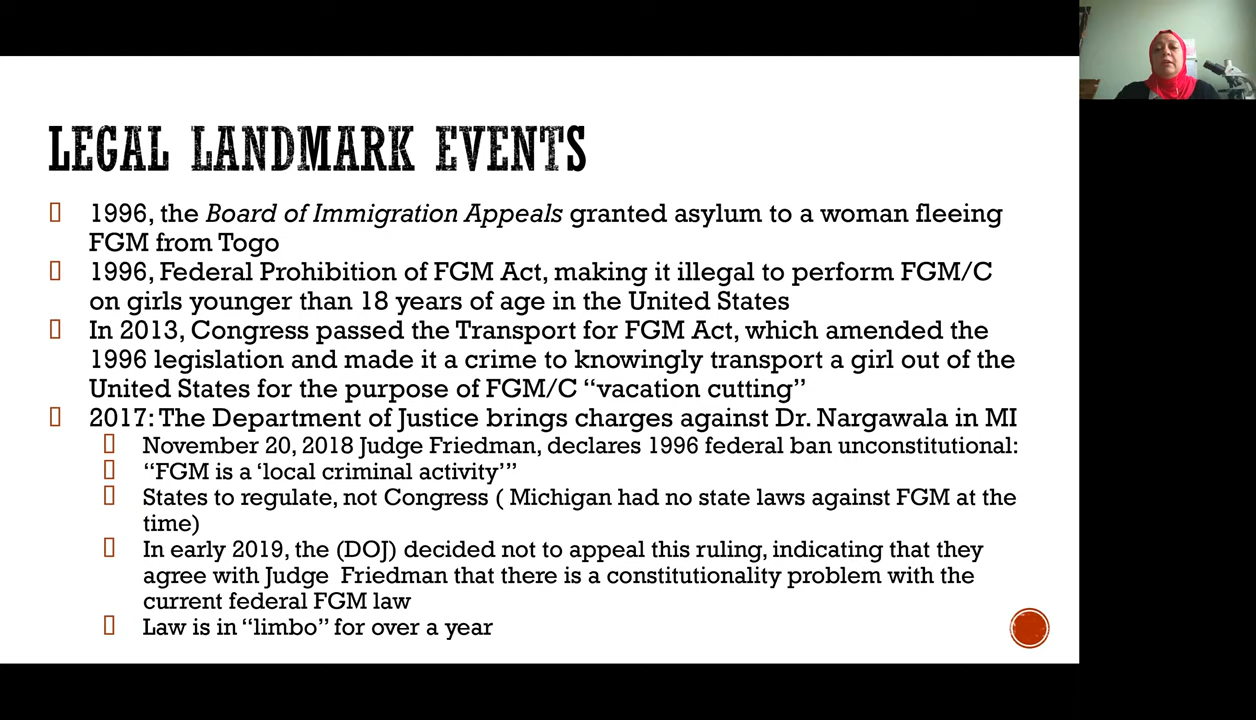 LEGAL LANDMARK EVENTS
1996, the Board of Immigration Appeals granted asylum to a woman fleeing
FGM from Togo
1996, Federal Prohibition of FGM Act, making it illegal to perform FGM/C
on girls younger than 18 years of age in the United States
In 2013, Congress passed the Transport for FGM Act, which amended the
1996 legislation and made it a crime to knowingly transport a girl out of the
United States for the purpose of FGM/C “vacation cutting”
2017: The Department of Justice brings charges against Dr. Nargawala in MI
November 20, 2018 Judge Friedman, declares 1996 federal ban unconstitutional:
“FGM is a ‘local criminal activity’”
States to regulate, not Congress ( Michigan had no state laws against FGM at the
time)
In early 2019, the (DOJ) decided not to appeal this ruling, indicating that they
agree with Judge Friedman that there is a constitutionality problem with the
current federal FGM law
Law is in “limbo” for over a year